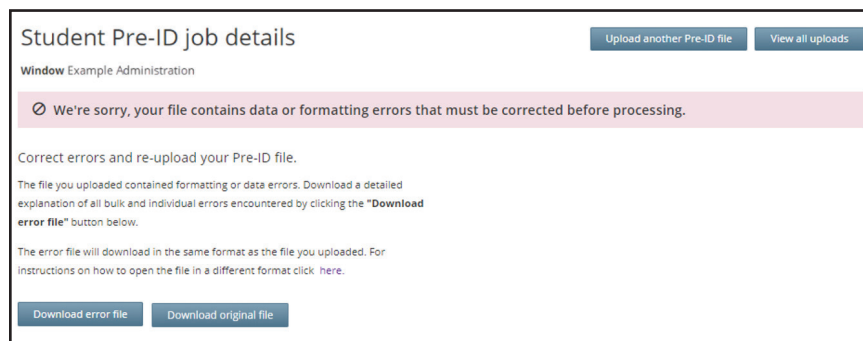 Student Pre-ID job details
Upload another Pre-ID file
View all uploads
Window Example Administration
We're sorry, your file contains data or formatting errors that must be corrected before processing.
Correct errors and re-upload your Pre-ID file.
The file you uploaded contained formatting or data errors. Download a detailed
explanation of all bulk and individual errors encountered by clicking the "Download
error file" button below.
The error file will download in the same format as the file you uploaded. For
instructions on how to open the file in a different format click here.
Download error file
Download original file